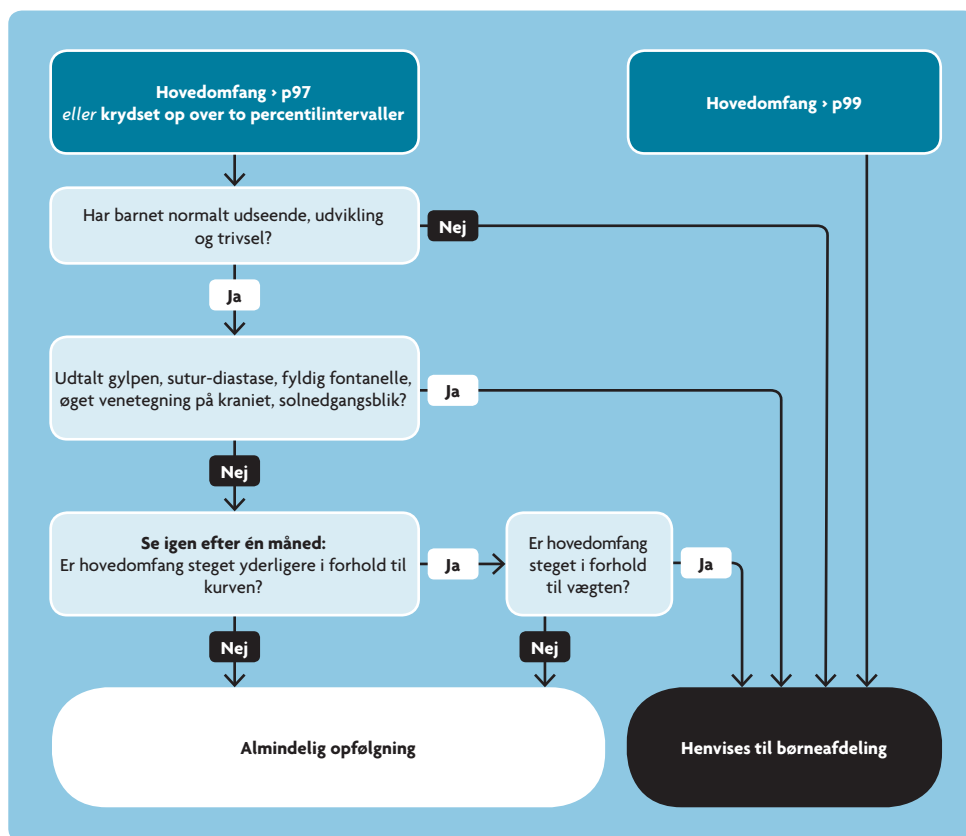 Hovedomfang › p97
eller krydset op over to percentilintervaller
Hovedomfang › p99
Har barnet normalt udseende, udvikling
og trivsel?
Nej
Ja
Udtalt gylpen, sutur-diastase, fyldig fontanelle,
øget venetegning på kraniet, solnedgangsblik?
Ja
Nej
Se igen efter én måned:
Er hovedomfang steget yderligere i forhold til
kurven?
Ja
Er hovedomfang
steget i forhold
til vægten?
Ja
Nej
Nej
Almindelig opfølgning
Henvises til børneafdeling